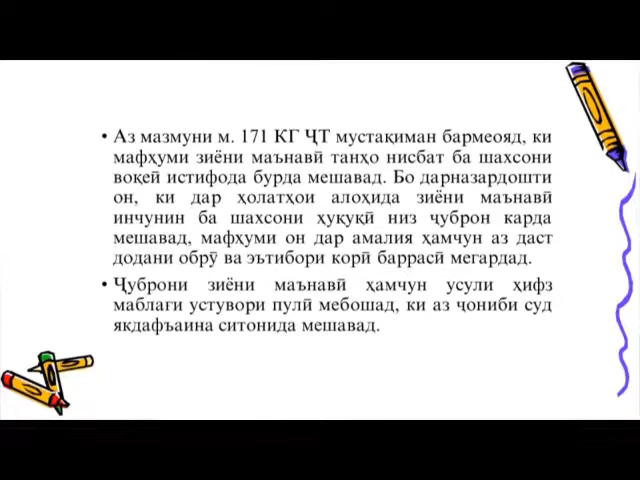 • Аз мазмуни м. 171 КГ ҶТ мустақиман бармеояд, ки
мафҳуми зиёни маънавӣ танҳо нисбат ба шахсони
воқеӣ истифода бурда мешавад. Бо дарназардошти
он, ки дар ҳолатҳои алоҳида зиёни маънавӣ
инчунин ба шахсони ҳуқуқӣ низ ҷуброн карда
мешавад, мафҳуми он дар амалия ҳамчун аз даст
додани обрӯ ва эътибори корӣ баррасӣ мегардад.
• Ҷуброни зиёни маънавӣ ҳамчун усули ҳифз
маблағи устувори пулӣ мебошад, ки аз ҷониби суд
якдафъаина ситонида мешавад.